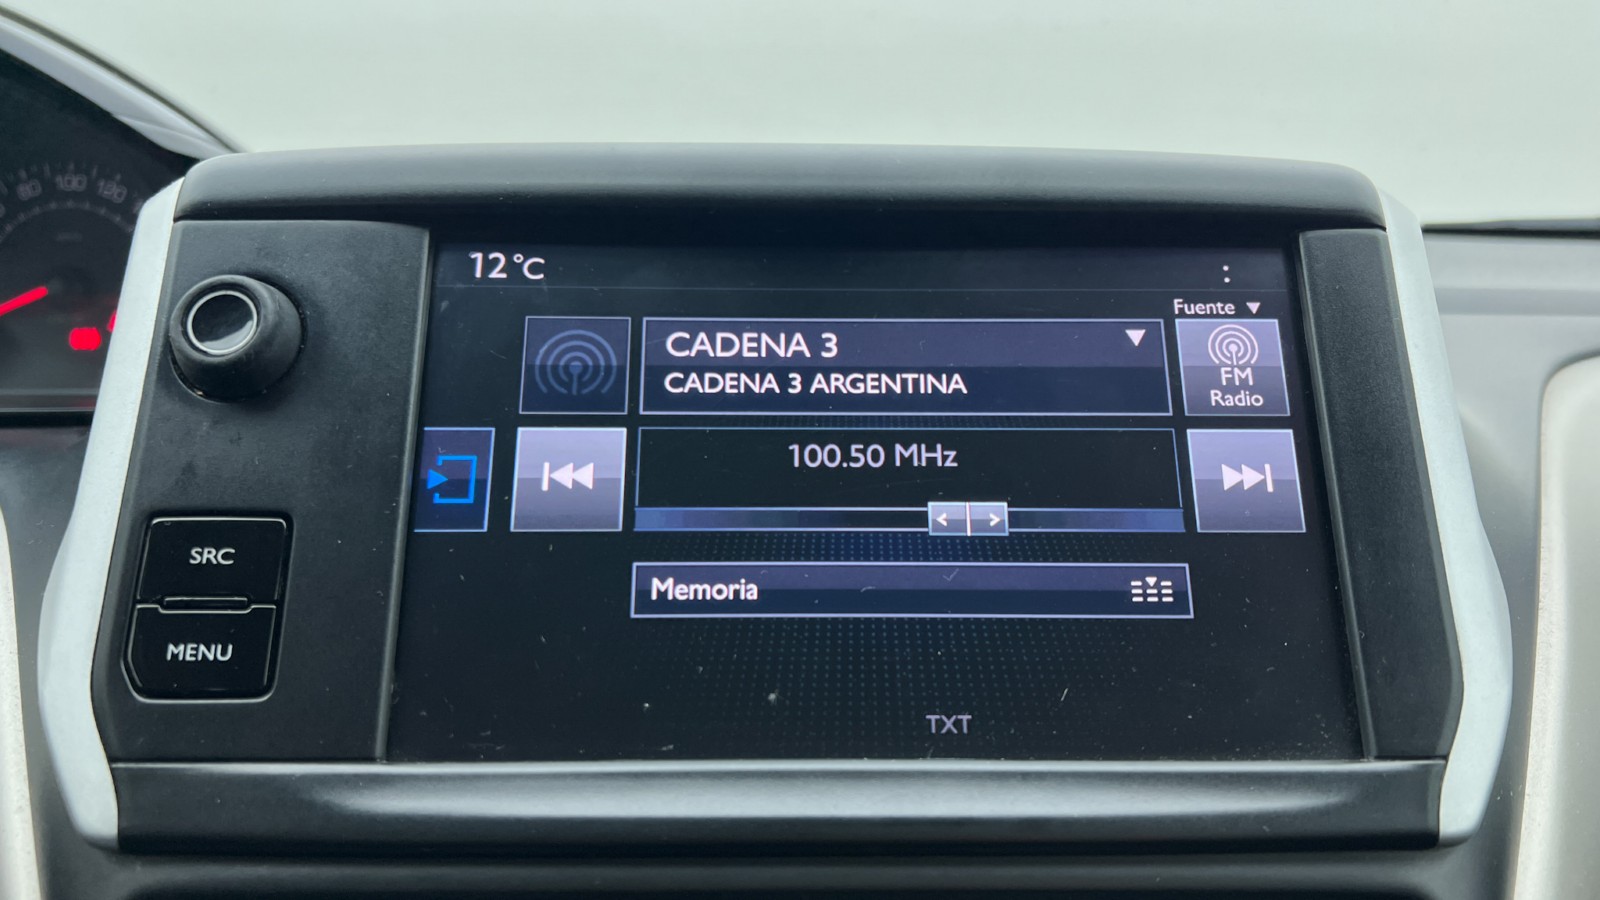 80 100 120
12°C
:
Fuente
CADENA 3
CADENA 3 ARGENTINA
FM
Radio
100.50 MHz
< >
SRC
Memoria
MENU
TXT